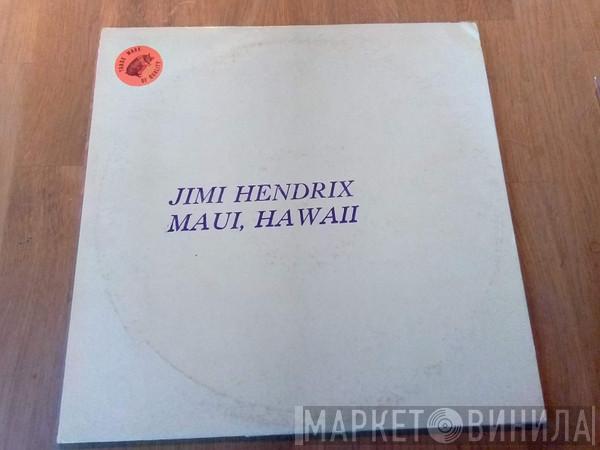 TRADE MARK
OF QUALITY
JIMI HENDRIX
MAUI, HAWAII
МАРКЕТ ВИНИЛА